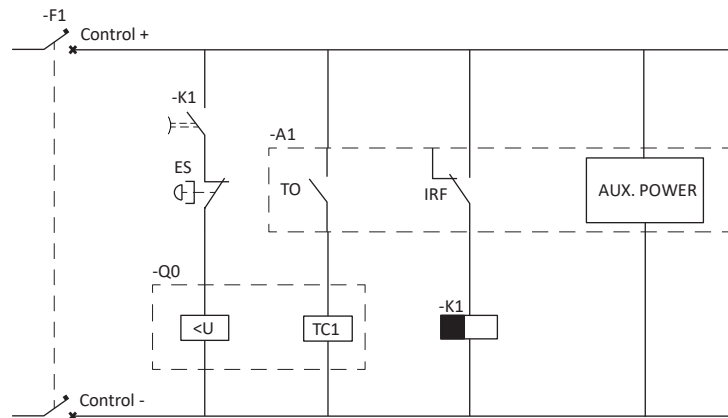 -F1
Control +
-K1
-A1
ES
TO
IRF
AUX. POWER
-Q0
-K1
<U
TC1
Control -